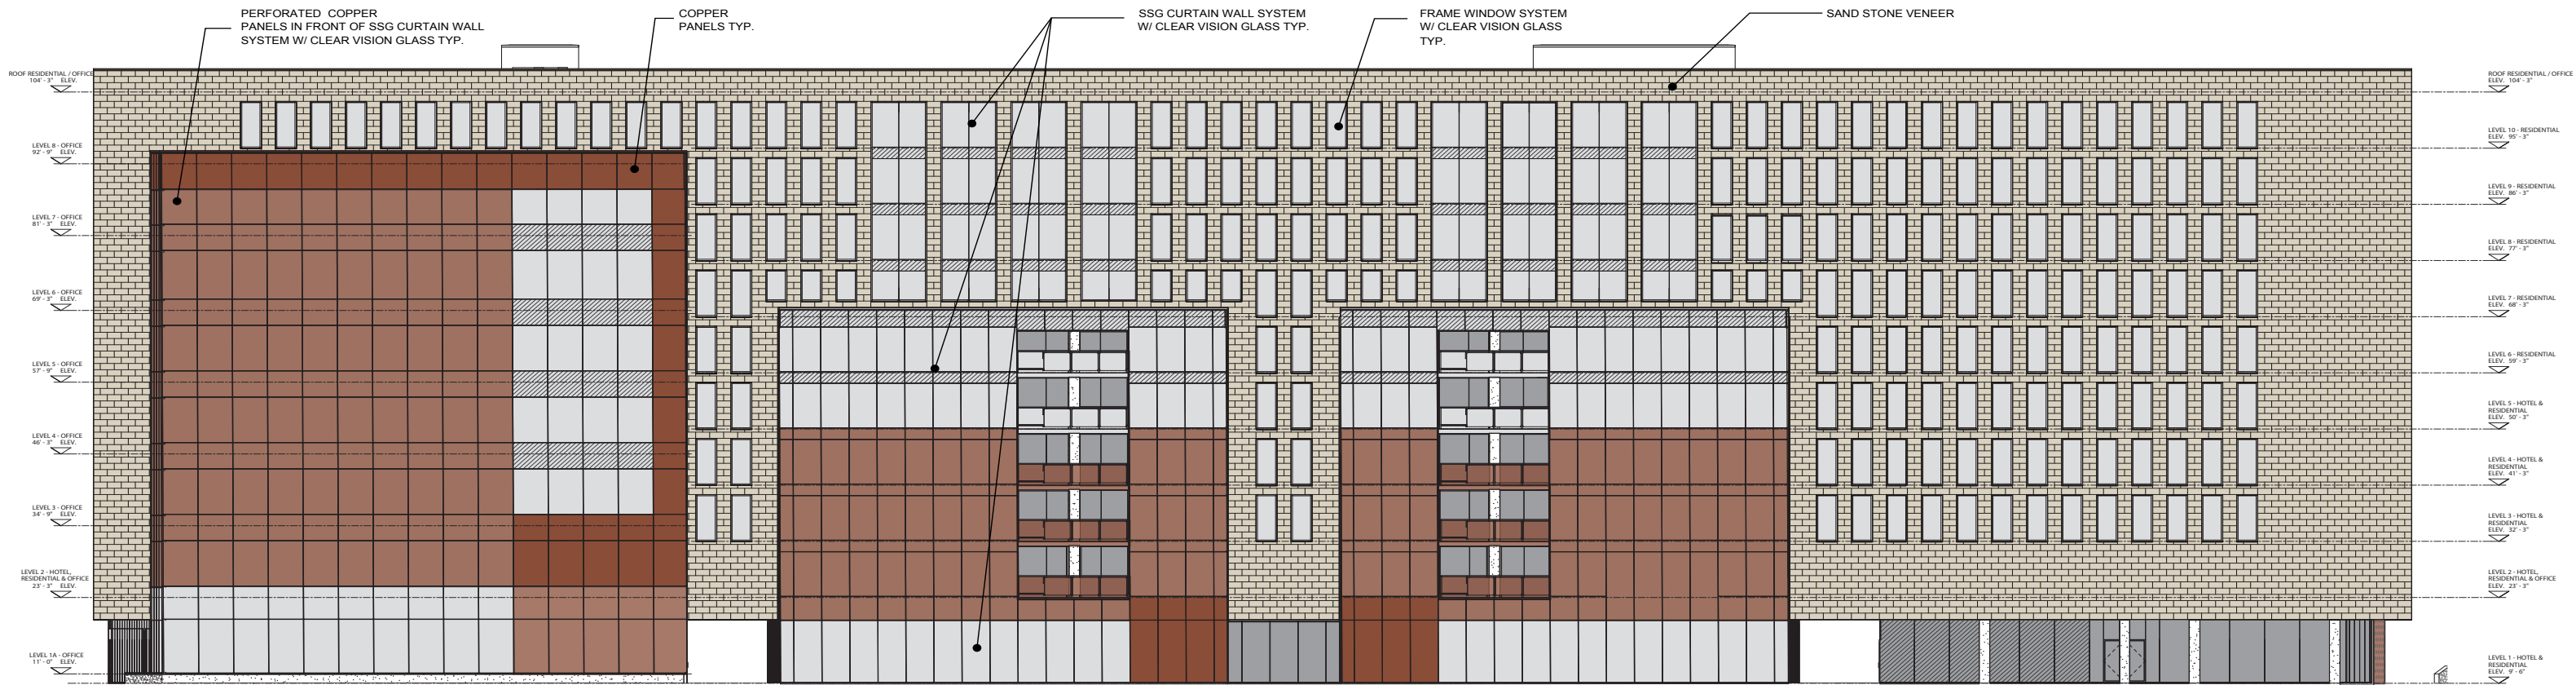 PERFORATED COPPER
PANELS IN FRONT OF SSG CURTAIN WALL
SYSTEM W/ CLEAR VISION GLASS TYP.
COPPER
PANELS TYP.
SSG CURTAIN WALL SYSTEM
W/ CLEAR VISION GLASS TYP.
FRAME WINDOW SYSTEM
W/ CLEAR VISION GLASS
TYP.
SAND STONE VENEER
ROOF RESIDENTIAL / OFFICE
104' - 3" ELEV.
LEVEL 8 - OFFICE
92' - 9" ELEV.
LEVEL 7 - OFFICE
81' - 3" ELEV.
LEVEL 6 - OFFICE
69' - 3" ELEV.
LEVEL 5 - OFFICE
57' - 9" ELEV.
LEVEL 4 - OFFICE
46' - 3" ELEV.
LEVEL 3 - OFFICE
34' - 9" ELEV.
LEVEL 2 - HOTEL,
RESIDENTIAL & OFFICE
23' - 3" ELEV.
LEVEL 1A - OFFICE
11' - 0" ELEV.
ROOF RESIDENTIAL / OFFICE
ELEV. 104' - 3"
LEVEL 10 - RESIDENTIAL
ELEV. 95' - 3"
LEVEL 9 - RESIDENTIAL
ELEV. 86' - 3"
LEVEL 8 - RESIDENTIAL
ELEV. 77' - 3"
LEVEL 7 - RESIDENTIAL
ELEV. 68' - 3"
LEVEL 6 - RESIDENTIAL
ELEV. 59' - 3"
LEVEL 5 - HOTEL &
RESIDENTIAL
ELEV. 50' - 3"
LEVEL 4 - HOTEL &
RESIDENTIAL
ELEV. 41' - 3"
LEVEL 3 - HOTEL &
RESIDENTIAL
ELEV. 32' - 3"
LEVEL 2 - HOTEL,
RESIDENTIAL & OFFICE
ELEV. 23' - 3"
LEVEL 1 - HOTEL &
RESIDENTIAL
ELEV. 9' - 6"